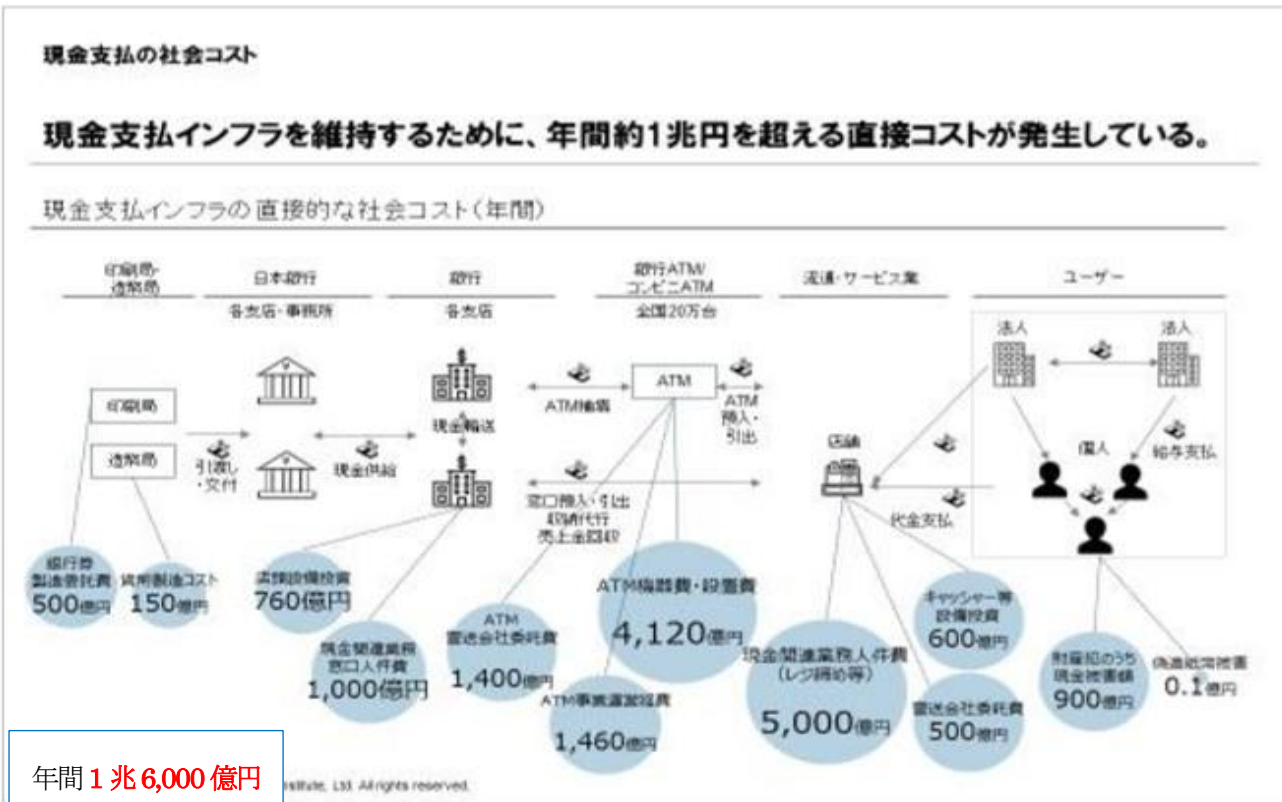 現金支払の社会コスト
現金支払インフラを維持するために、年間約1兆円を超える直接コストが発生している。
現金支払インフラの直接的な社会コスト(年間)
印刷局・
造幣局
日本銀行
各支店・事務所
銀行
各支店
銀行ATM/
コンビニATM
全国20万台
流通・サービス業
ユーザー
印刷局
造幣局
引渡し
・交付
現金供給
現金輸送
ATM
ATM
預入・
引出
窓口預入・引出
収納代行
売上金回収
店舗
代金支払
法人
法人
個人
給与支払
銀行券
製造委託費
500億円
貨幣製造コスト
150億円
店舗設備投資
760億円
現金関連業務
窓口人件費
1,000億円
ATM
警送会社委託費
1,400億円
ATM機器費・設置費
4,120億円
ATM事業運営経費
1,460億円
現金関連業務人件費
(レジ締め等)
5,000億円
キャッシャー等
設備投資
600億円
警送会社委託費
500億円
財産犯のうち
現金被害額
900億円
偽造紙幣被害
0.1億円
年間1兆6,000億円
Ltd. All rights reserved.